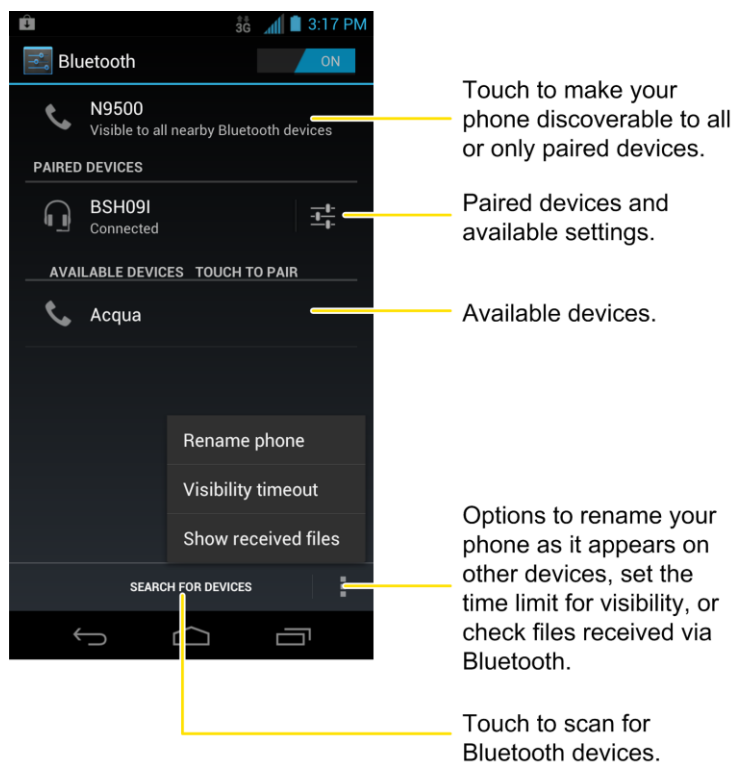 3G 3:17 PM
Bluetooth ON
N9500
Visible to all nearby Bluetooth devices
PAIRED DEVICES
BSH09I
Connected
AVAILABLE DEVICES TOUCH TO PAIR
Acqua
Rename phone
Visibility timeout
Show received files
SEARCH FOR DEVICES
Touch to make your
phone discoverable to all
or only paired devices.
Paired devices and
available settings.
Available devices.
Options to rename your
phone as it appears on
other devices, set the
time limit for visibility, or
check files received via
Bluetooth.
Touch to scan for
Bluetooth devices.